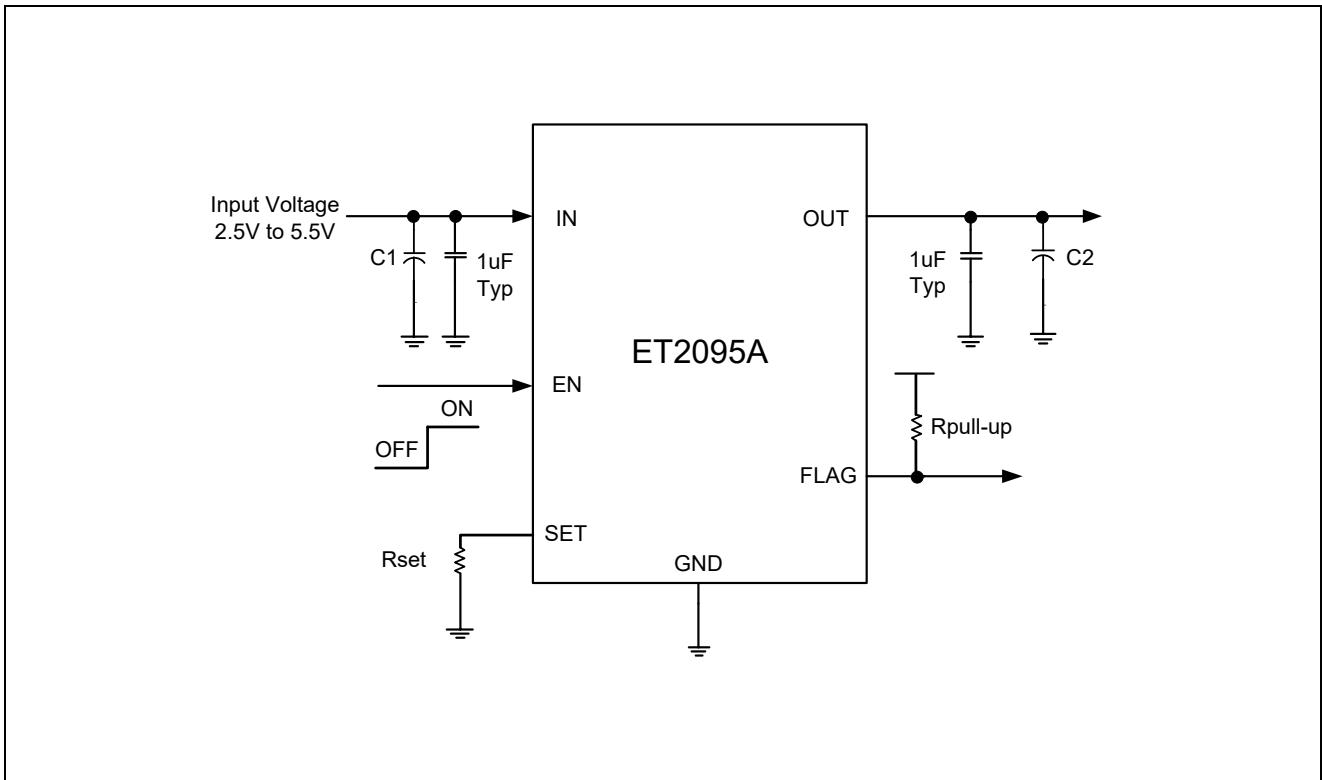 Input Voltage
2.5V to 5.5V
IN
OUT
C1
1uF
Typ
1uF
Typ
C2
ET2095A
EN
ON
OFF
Rpull-up
FLAG
SET
Rset
GND